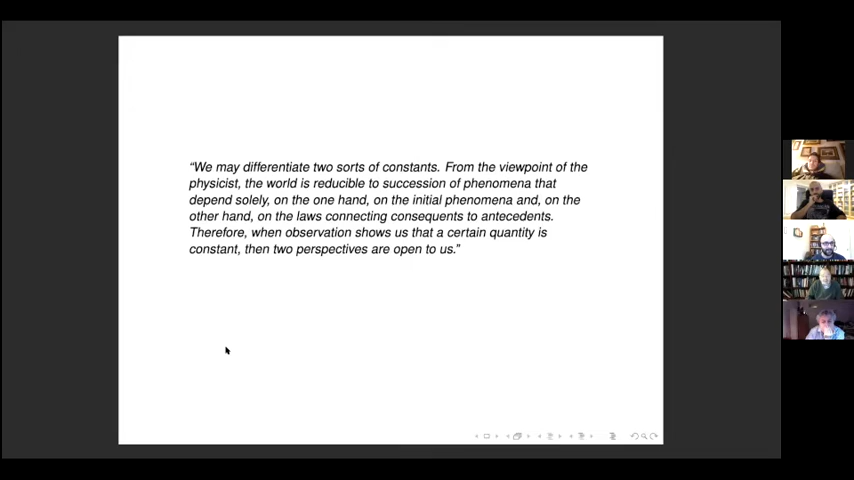 “We may differentiate two sorts of constants. From the viewpoint of the
physicist, the world is reducible to succession of phenomena that
depend solely, on the one hand, on the initial phenomena and, on the
other hand, on the laws connecting consequents to antecedents.
Therefore, when observation shows us that a certain quantity is
constant, then two perspectives are open to us.”